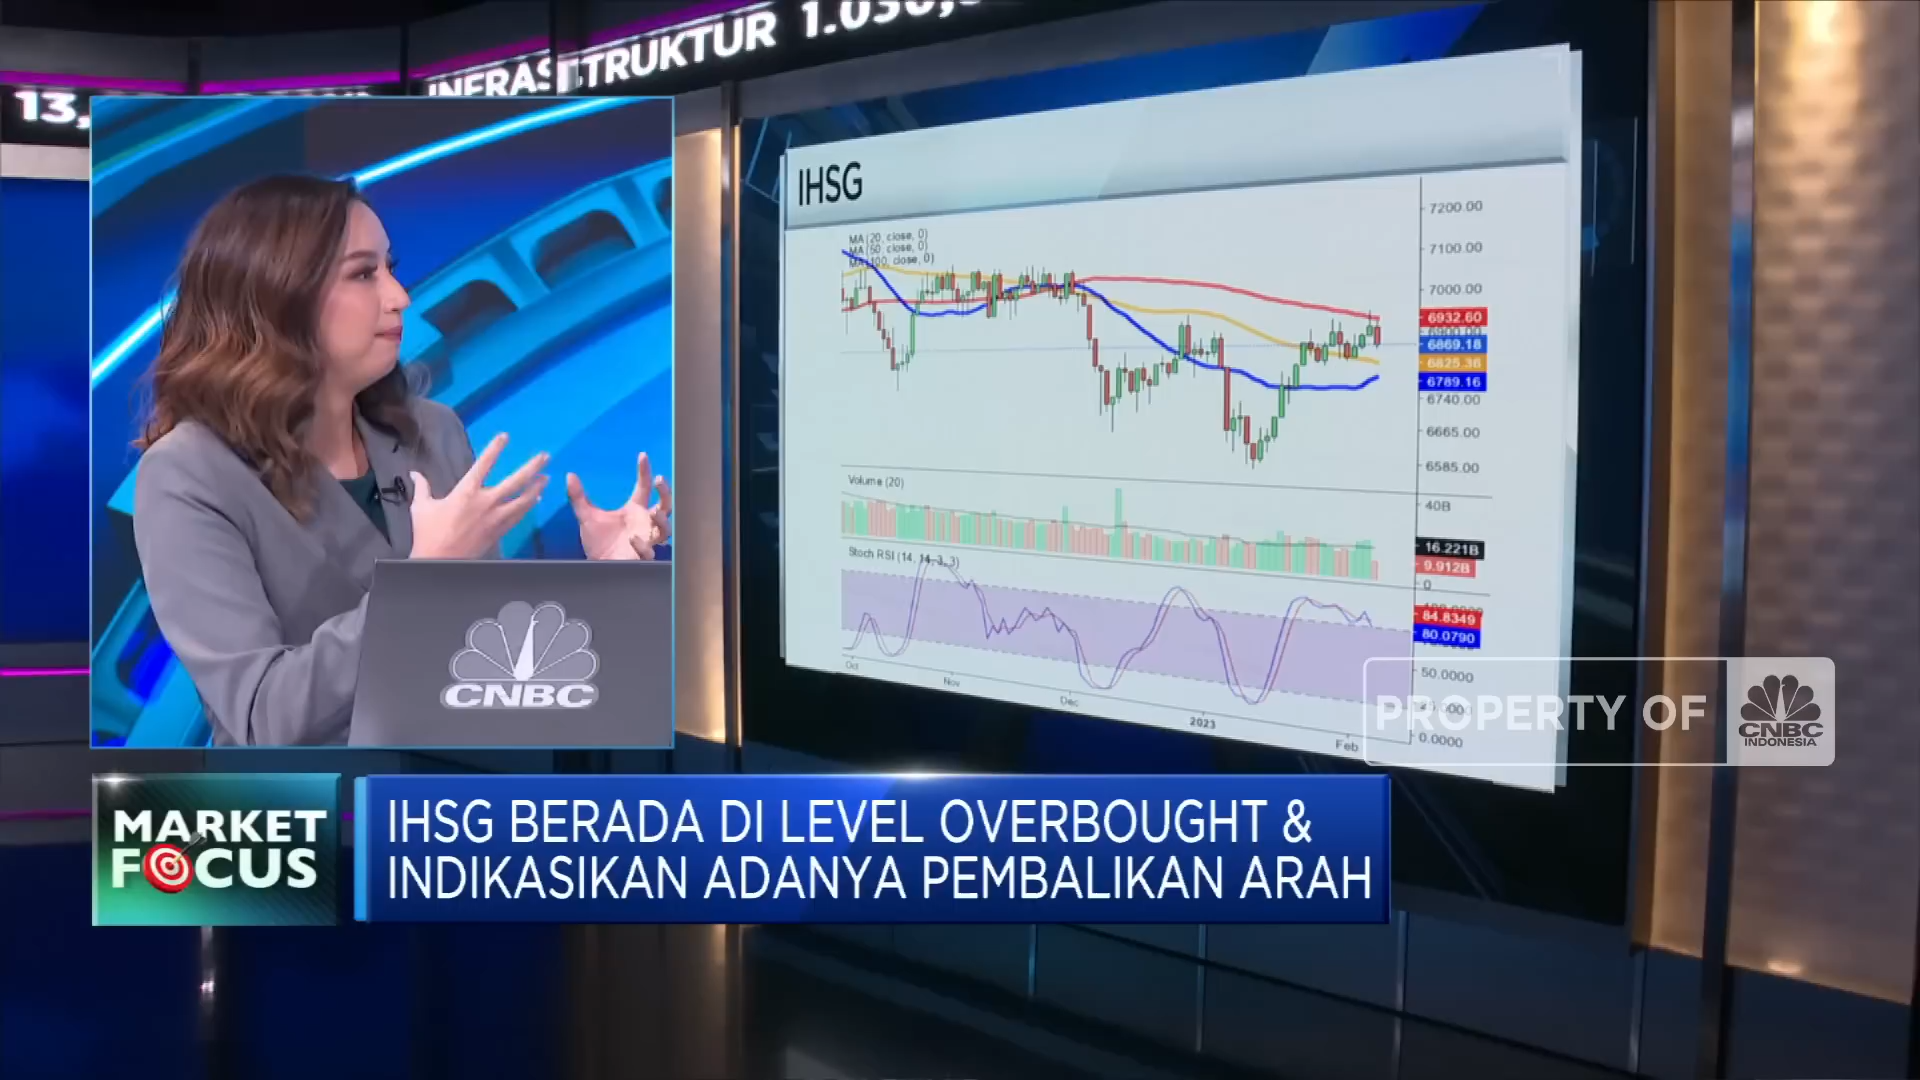 INFRASTRUKTUR 1.030,
13,
IHSG
MA (20, close, 0)
MA (50, close, 0)
MA (100, close, 0)
7200.00
7100.00
7000.00
6932.60
6900.00
6869.18
6825.36
6789.16
6740.00
6665.00
6585.00
Volume (20)
40B
16.221B
9.912B
0
Stoch RSI (14, 14, 3, 3)
84.8349
80.0790
50.0000
0.0000
Oct
Nov
Dec
2023
Feb
CNBC
PROPERTY OF
CNBC
INDONESIA
MARKET
FOCUS
IHSG BERADA DI LEVEL OVERBOUGHT &
INDIKASIKAN ADANYA PEMBALIKAN ARAH